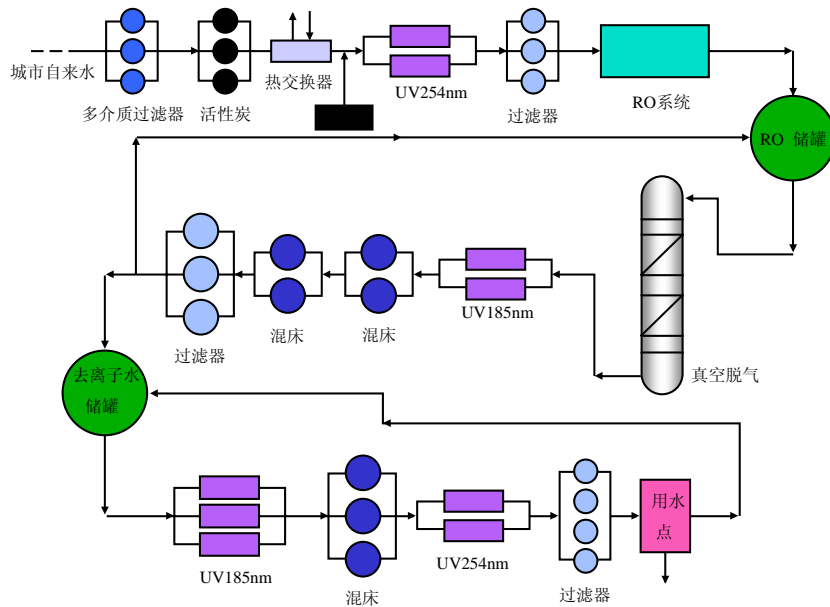 城市自来水
多介质过滤器
活性炭
热交换器
UV254nm
过滤器
RO系统
RO 储罐
过滤器
混床
混床
UV185nm
真空脱气
去离子水
储罐
UV185nm
混床
UV254nm
过滤器
用水
点